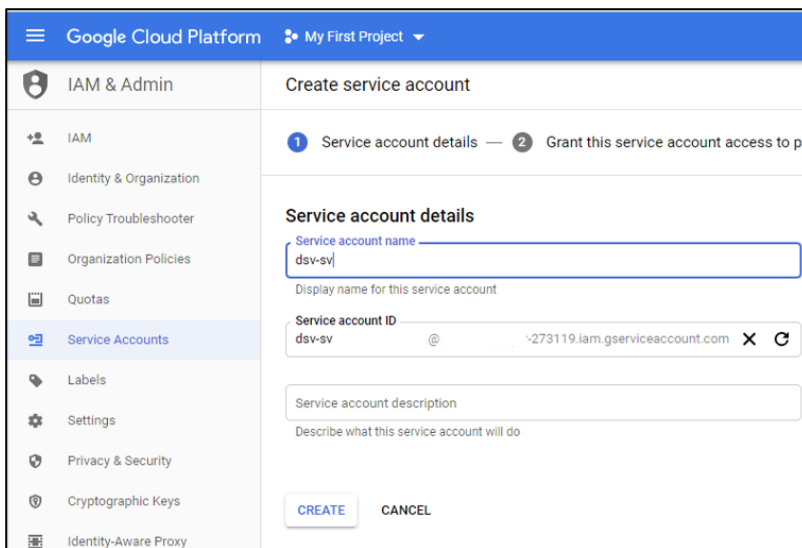 Google Cloud Platform My First Project
IAM & Admin
Create service account
IAM
Identity & Organization
Policy Troubleshooter
Organization Policies
Quotas
Service Accounts
Labels
Settings
Privacy & Security
Cryptographic Keys
Identity-Aware Proxy
1 Service account details — 2 Grant this service account access to p
Service account details
Service account name
dsv-sv
Display name for this service account
Service account ID
dsv-sv @ -273119.iam.gserviceaccount.com
Service account description
Describe what this service account will do
CREATE CANCEL